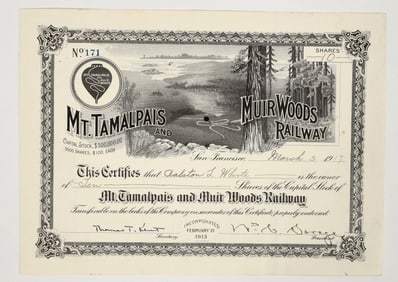 No 171
SHARES
10
MT. TAMALPAIS
AND
MUIR WOODS
RAILWAY
CAPITAL STOCK, $500,000.00
5000 SHARES, $100. EACH
San Francisco, March 3, 1917
This Certifies that Ralston L. White is the owner
of Ten Shares of the Capital Stock of
Mt. Tamalpais and Muir Woods Railway
Transferable on the books of the Company on surrender of this Certificate properly endorsed.
INCORPORATED
FEBRUARY 21
1913
Thomas T. Kent
Secretary
President